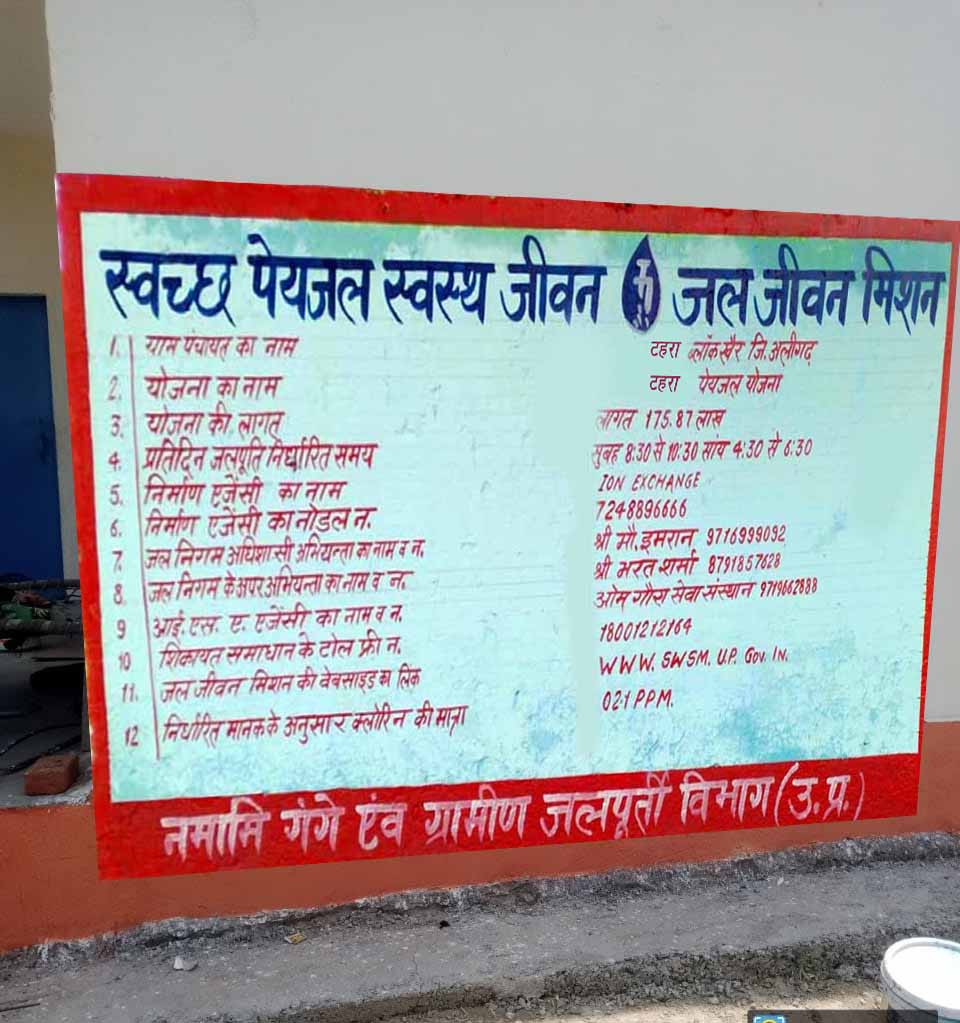 स्वच्छ पेयजल स्वस्थ जीवन जल जीवन मिशन
1. ग्राम पंचायत का नाम टहरा ब्लॉक खैर जि. अलीगढ़
2. योजना का नाम टहरा पेयजल योजना
3. योजना की लागत लागत 175.87 लाख
4. प्रतिदिन जलपूर्ति निर्धारित समय सुबह 8:30 से 10:30 सांय 4:30 से 6:30
5. निर्माण एजेंसी का नाम ION EXCHANGE
6. निर्माण एजेंसी का नोडल न. 7248896666
7. जल निगम अधिशासी अभियन्ता का नाम व न. श्री मौ. इमरान 9716999092
8. जल निगम के अपर अभियन्ता का नाम व न. श्री भरत शर्मा 8791857628
9 आई. एस. ए. एजेंसी का नाम व न. ओम गौरा सेवा संस्थान 9719662888
10 शिकायत समाधान के टोल फ्री न. 18001212164
11. जल जीवन मिशन की वेबसाइड का लिंक WWW. SWSM. U.P. Gov. In.
12 निर्धारित मानक के अनुसार क्लोरिन की मात्रा 02.1 PPM.
नमामि गंगे एंव ग्रामीण जलपूर्ती विभाग (उ. प्र.)